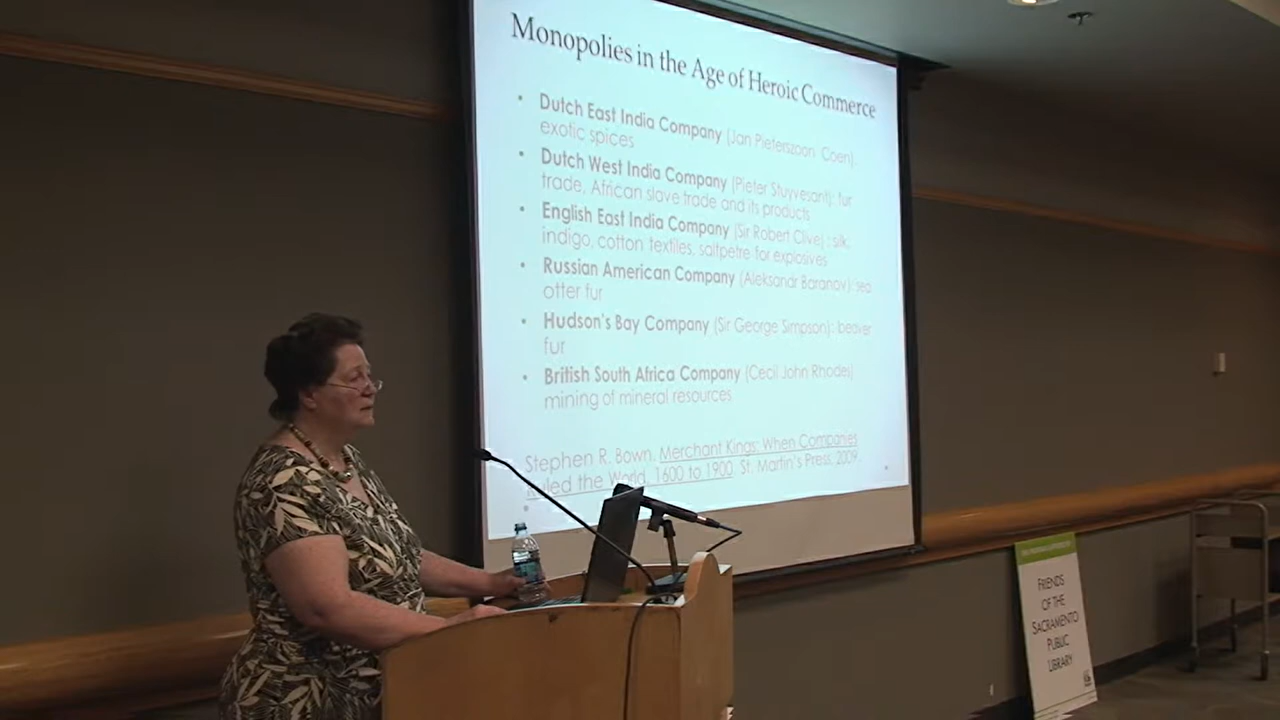 Monopolies in the Age of Heroic Commerce
• Dutch East India Company (Jan Pieterszoon Coen):
exotic spices
• Dutch West India Company (Pieter Stuyvesant): fur
trade, African slave trade and its products
• English East India Company (Sir Robert Clive) : silk,
indigo, cotton textiles, saltpetre for explosives
• Russian American Company (Aleksandr Baranov): sea
otter fur
• Hudson's Bay Company (Sir George Simpson): beaver
fur
• British South Africa Company (Cecil John Rhodes)
mining of mineral resources
Stephen R. Bown. Merchant Kings: When Companies
Ruled the World, 1600 to 1900. St. Martin's Press, 2009.
FRIENDS
OF THE
SACRAMENTO
PUBLIC
LIBRARY